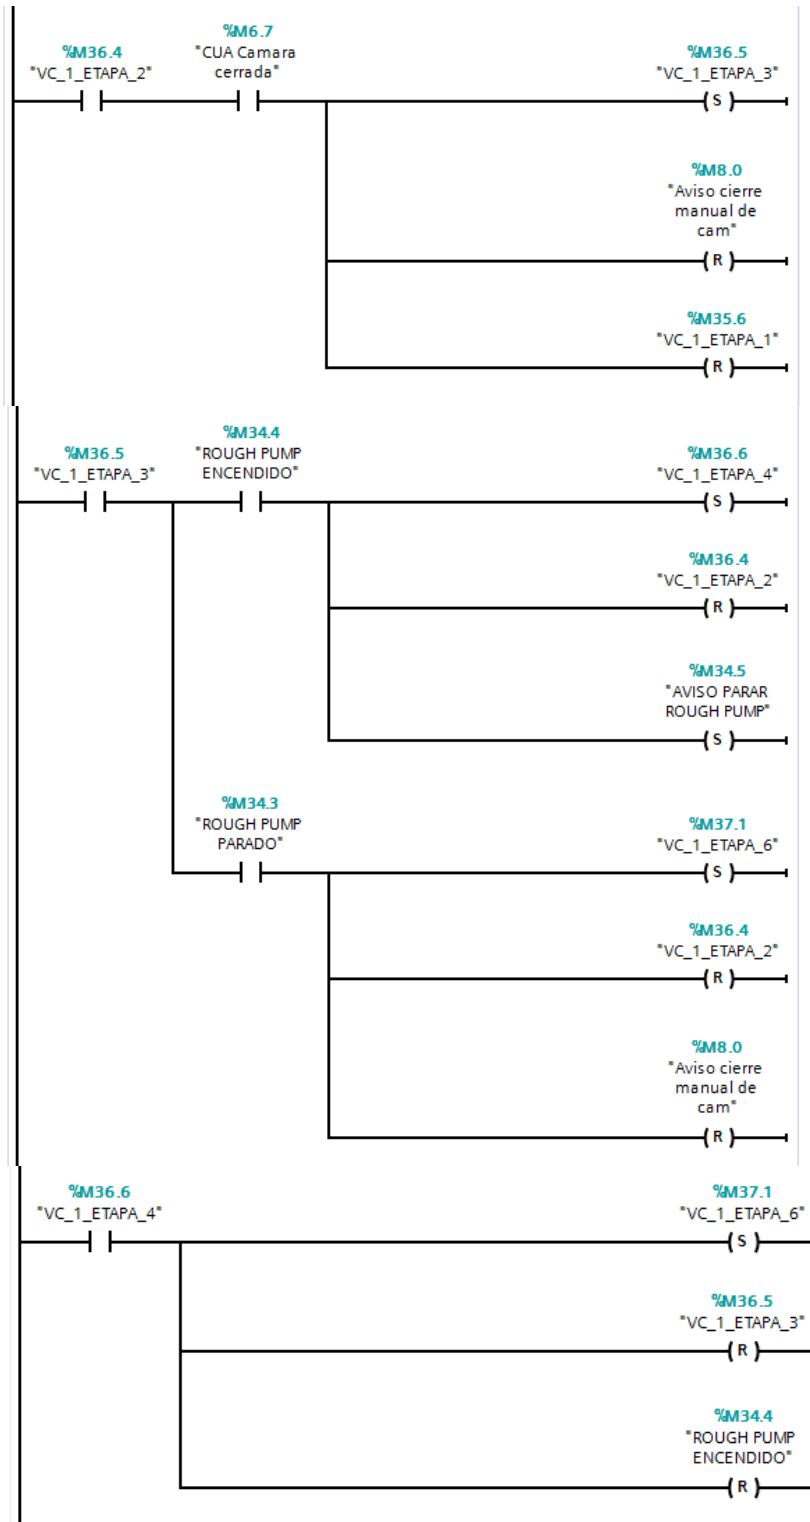 %M36.4
"VC_1_ETAPA_2"
%M6.7
"CUA Camara
cerrada"
%M36.5
"VC_1_ETAPA_3"
S
%M8.0
"Aviso cierre
manual de
cam"
R
%M35.6
"VC_1_ETAPA_1"
R
%M36.5
"VC_1_ETAPA_3"
%M34.4
"ROUGH PUMP
ENCENDIDO"
%M36.6
"VC_1_ETAPA_4"
S
%M36.4
"VC_1_ETAPA_2"
R
%M34.5
"AVISO PARAR
ROUGH PUMP"
S
%M34.3
"ROUGH PUMP
PARADO"
%M37.1
"VC_1_ETAPA_6"
S
%M36.4
"VC_1_ETAPA_2"
R
%M8.0
"Aviso cierre
manual de
cam"
R
%M36.6
"VC_1_ETAPA_4"
%M37.1
"VC_1_ETAPA_6"
S
%M36.5
"VC_1_ETAPA_3"
R
%M34.4
"ROUGH PUMP
ENCENDIDO"
R